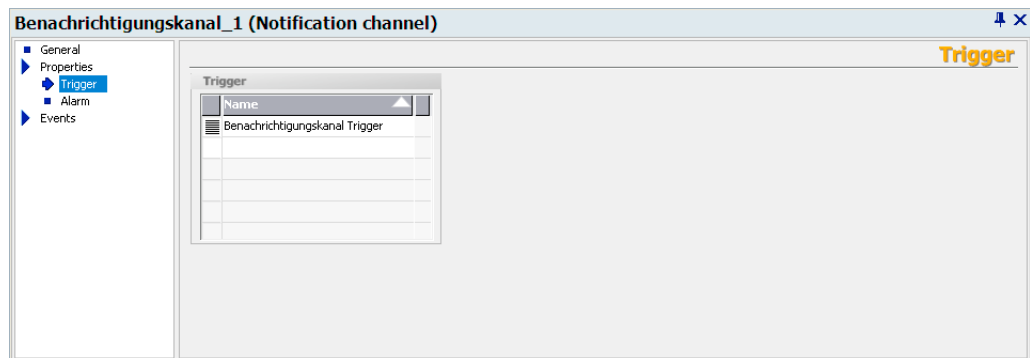 Benachrichtigungskanal_1 (Notification channel)
General
Properties
Trigger
Alarm
Events
Trigger
Trigger
Name
Benachrichtigungskanal Trigger